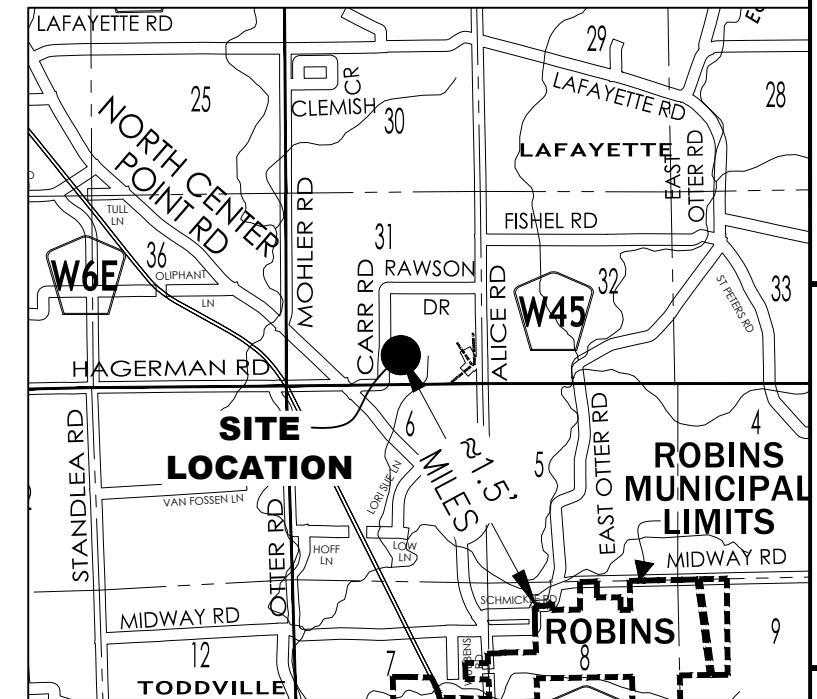 LAFAYETTE RD
29
25
28
CLEMISH
CR
30
LAFAYETTE RD
NORTH CENTER
POINT RD
LAFAYETTE
EAST
OTTER RD
TULL
LN
FISHEL RD
MOHLER RD
31
36
OLIPHANT
LN
W6E
CARR RD
RAWSON
DR
ALICE RD
W45
32
33
ST PETERS RD
HAGERMAN RD
SITE
LOCATION
6
4
5
≈1.5'
MILES
STANDLEA RD
VAN FOSSEN LN
LORI SUE LN
EAST OTTER RD
ROBINS
MUNICIPAL
LIMITS
OTTER RD
HOFF
LN
LOW
LN
MIDWAY RD
SCHMICKLE RD
MIDWAY RD
ROBINS
9
12
7
8
TODDVILLE